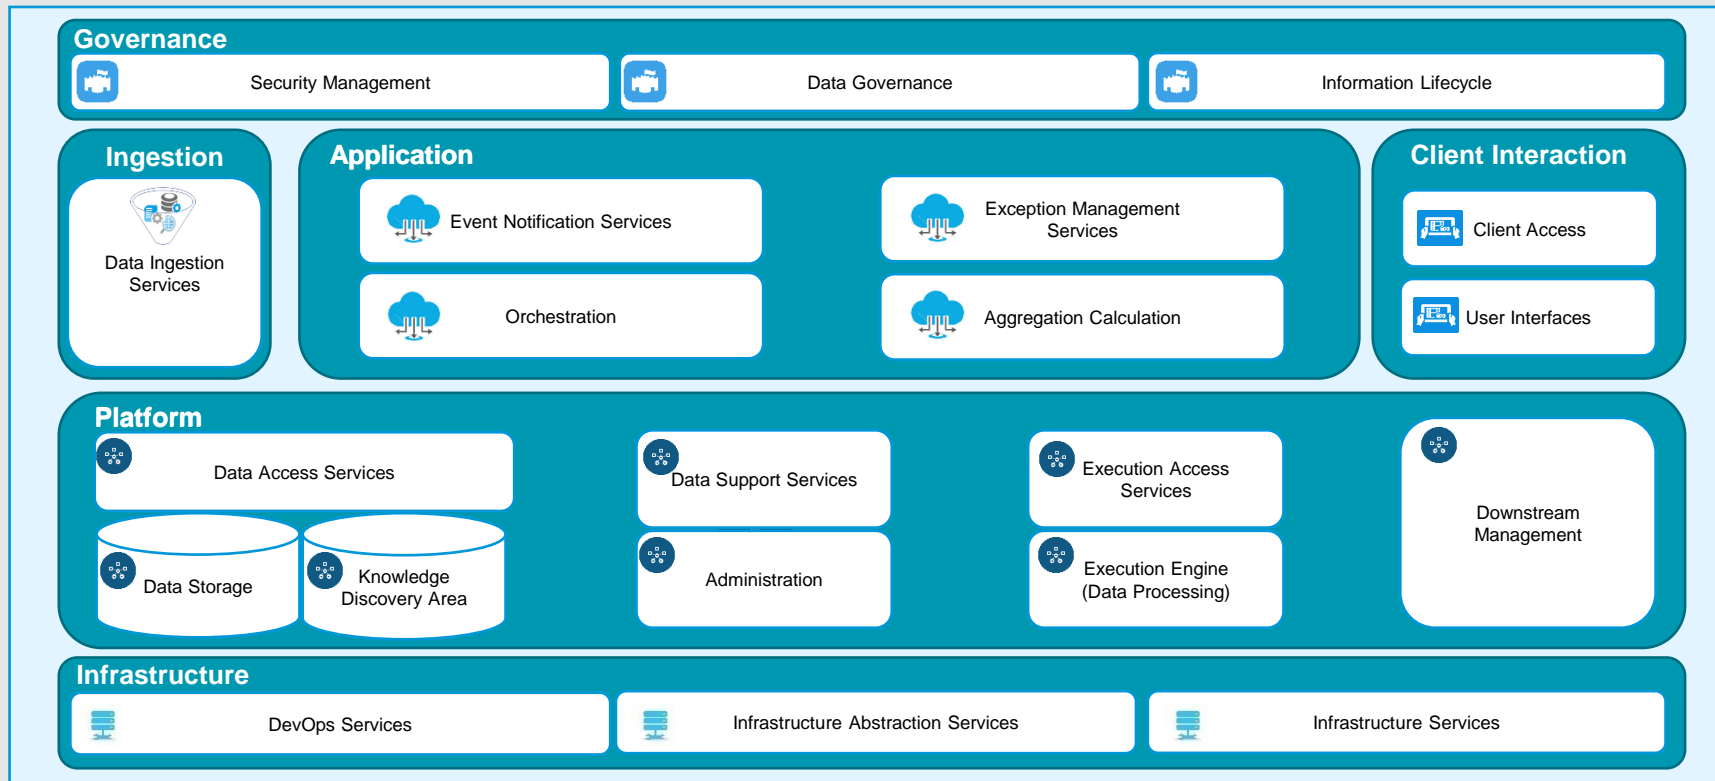 Governance
Security Management
Data Governance
Information Lifecycle
Ingestion
Data Ingestion
Services
Application
Event Notification Services
Exception Management
Services
Orchestration
Aggregation Calculation
Client Interaction
Client Access
User Interfaces
Platform
Data Access Services
Data Storage
Knowledge
Discovery Area
Data Support Services
Administration
Execution Access
Services
Execution Engine
(Data Processing)
Downstream
Management
Infrastructure
DevOps Services
Infrastructure Abstraction Services
Infrastructure Services